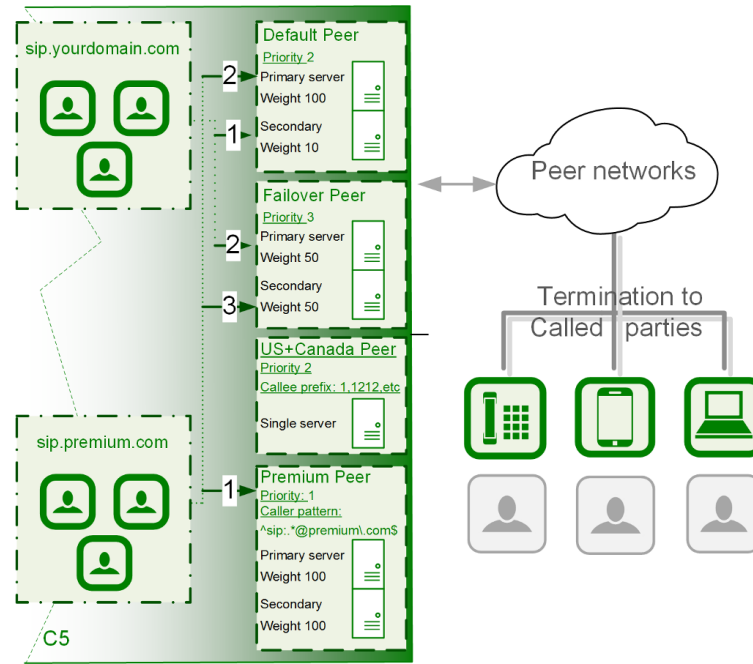 sip.yourdomain.com
Default Peer
Priority 2
Primary server
Weight 100
Secondary
Weight 10
2
1
Failover Peer
Priority 3
Primary server
Weight 50
Secondary
Weight 50
2
3
US+Canada Peer
Priority 2
Callee prefix: 1,1212,etc
Single server
sip.premium.com
Premium Peer
Priority: 1
Caller pattern:
^sip:.*@premium\.com$
Primary server
Weight 100
Secondary
Weight 100
1
C5
Peer networks
Termination to
Called parties